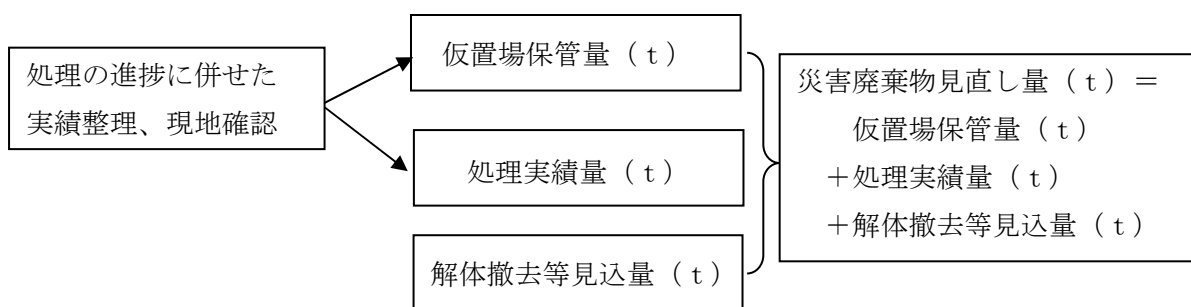 処理の進捗に併せた
実績整理、現地確認
仮置場保管量（ｔ）
処理実績量（ｔ）
解体撤去等見込量（ｔ）
災害廃棄物見直し量（ｔ）＝
仮置場保管量（ｔ）
＋処理実績量（ｔ）
＋解体撤去等見込量（ｔ）